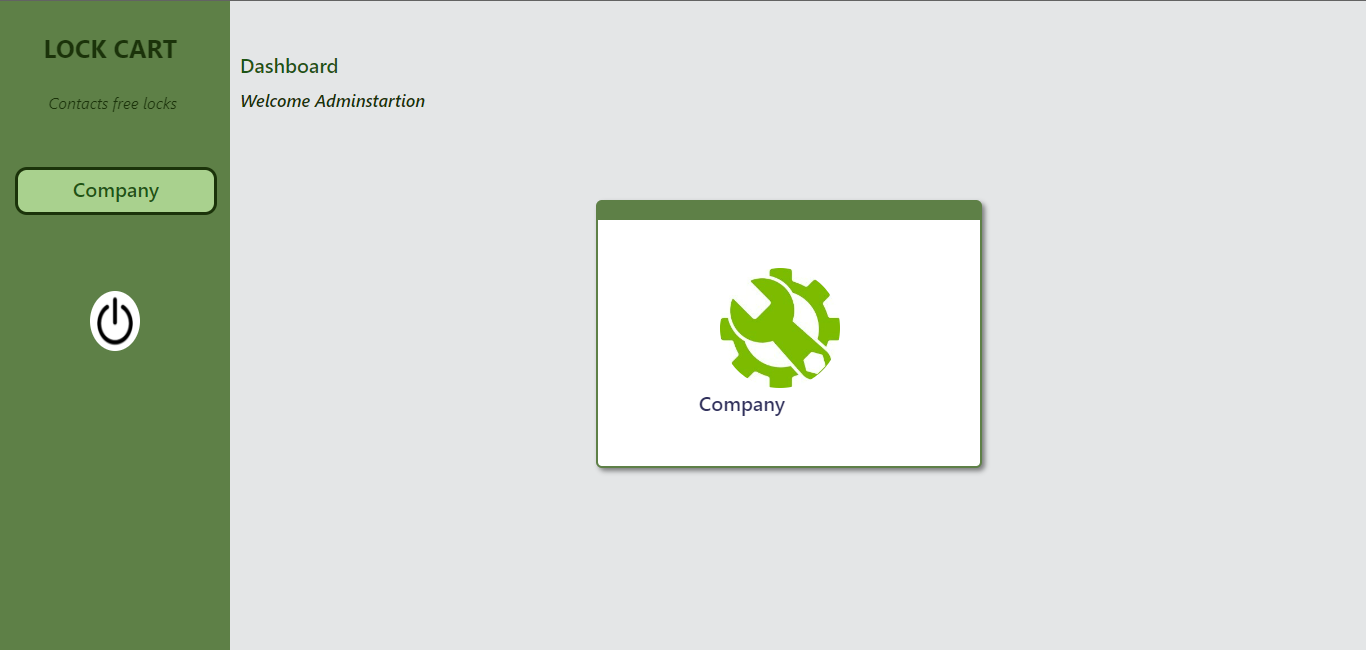 LOCK CART
Contacts free locks
Company
Dashboard
Welcome Adminstartion
Company